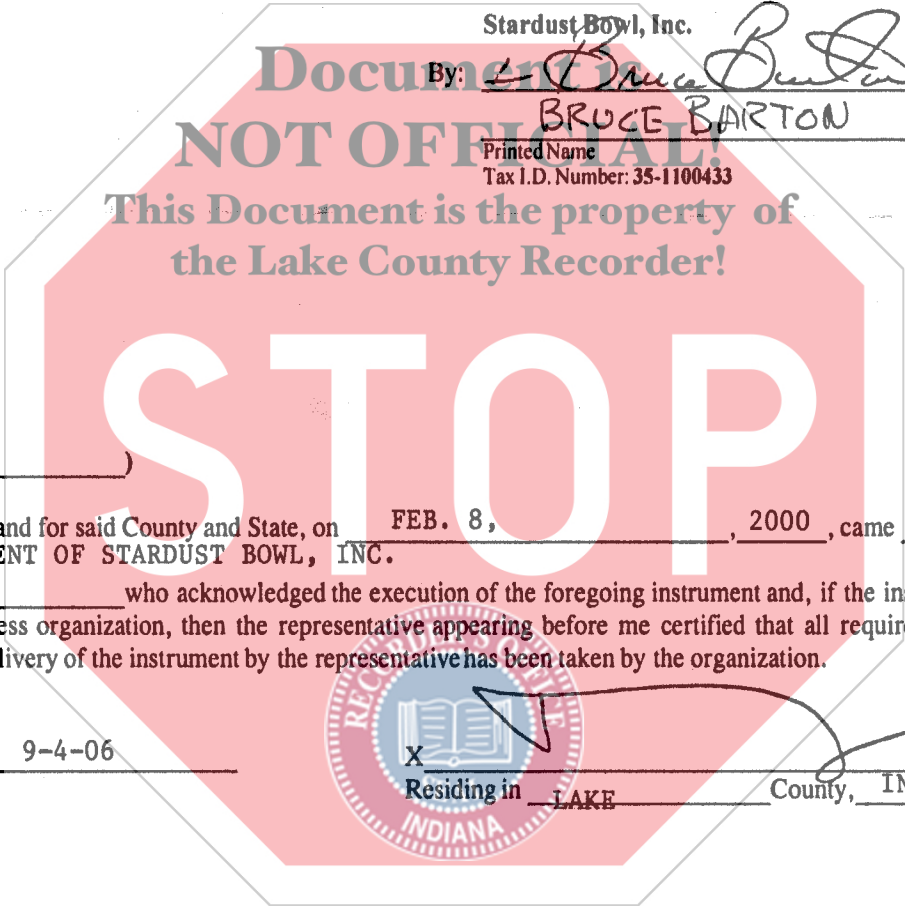 Stardust Bowl, Inc.
Document is
By: Bruce Barton
BRUCE BARTON
NOT OFFICIAL!
Printed Name
Tax I.D. Number: 35-1100433
This Document is the property of
the Lake County Recorder!
STOP
)
and for said County and State, on FEB. 8, , 2000 , came
ENT OF STARDUST BOWL, INC.
who acknowledged the execution of the foregoing instrument and, if the in
ess organization, then the representative appearing before me certified that all requir
livery of the instrument by the representative has been taken by the organization.
RECORDER'S OFFICE
9-4-06
X
Residing in LAKE County, IN
INDIANA